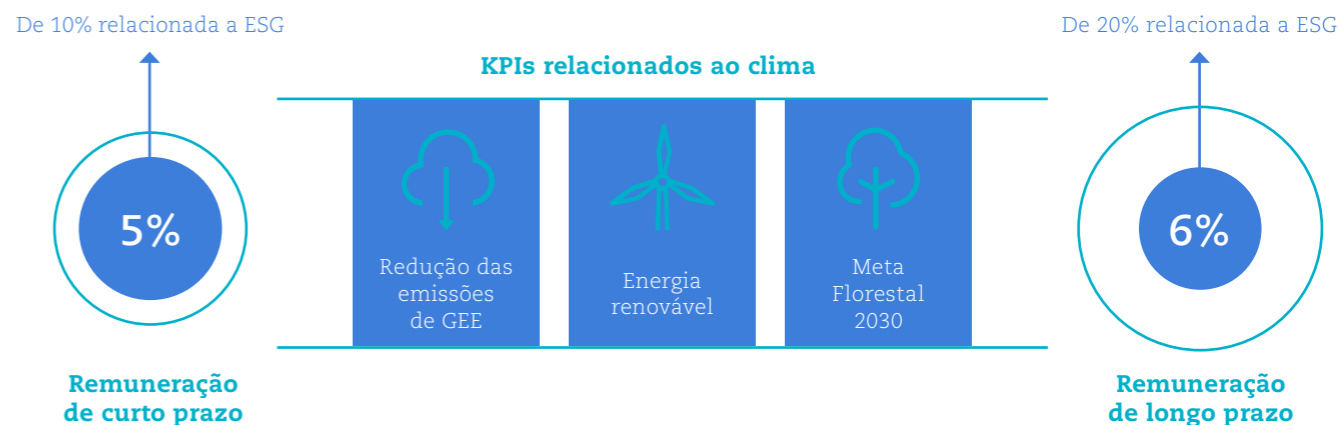 De 10% relacionada a ESG
5%
Remuneração
de curto prazo
KPIs relacionados ao clima
Redução das
emissões
de GEE
Energia
renovável
Meta
Florestal
2030
De 20% relacionada a ESG
6%
Remuneração
de longo prazo